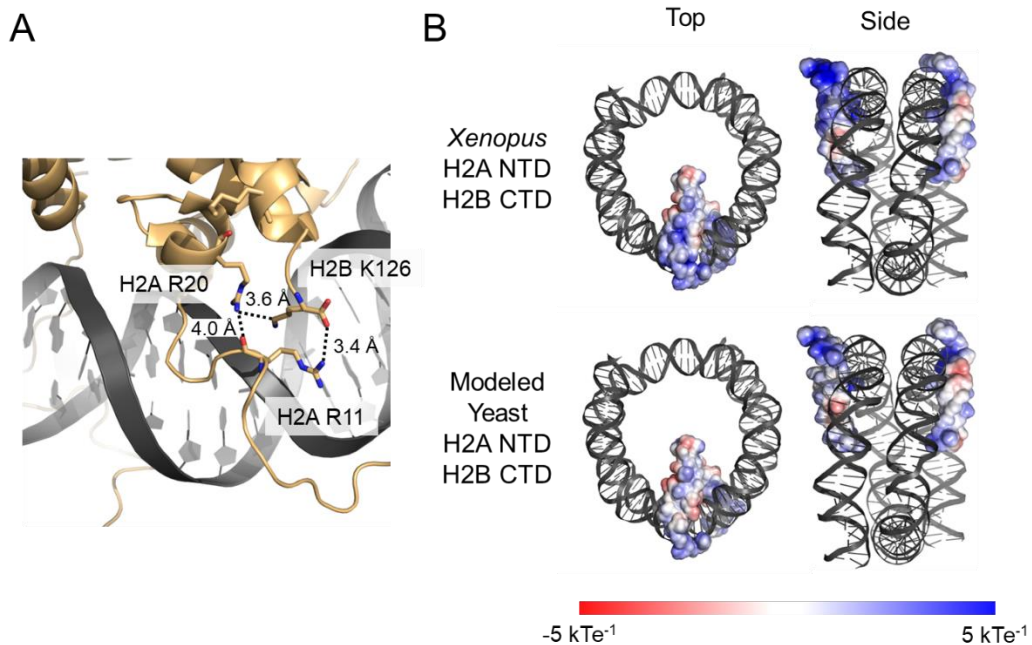 A
H2A R20
H2B K126
3.6 Å
4.0 Å
3.4 Å
H2A R11
B
Top
Side
Xenopus
H2A NTD
H2B CTD
Modeled
Yeast
H2A NTD
H2B CTD
-5 kTe⁻¹
5 kTe⁻¹